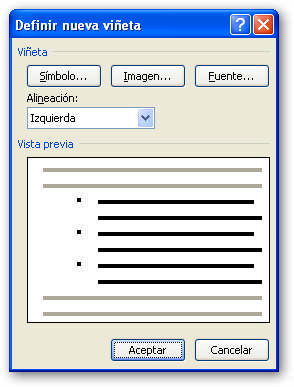 Definir nueva viñeta
Viñeta
Símbolo... Imagen... Fuente...
Alineación:
Izquierda
Vista previa
Aceptar Cancelar